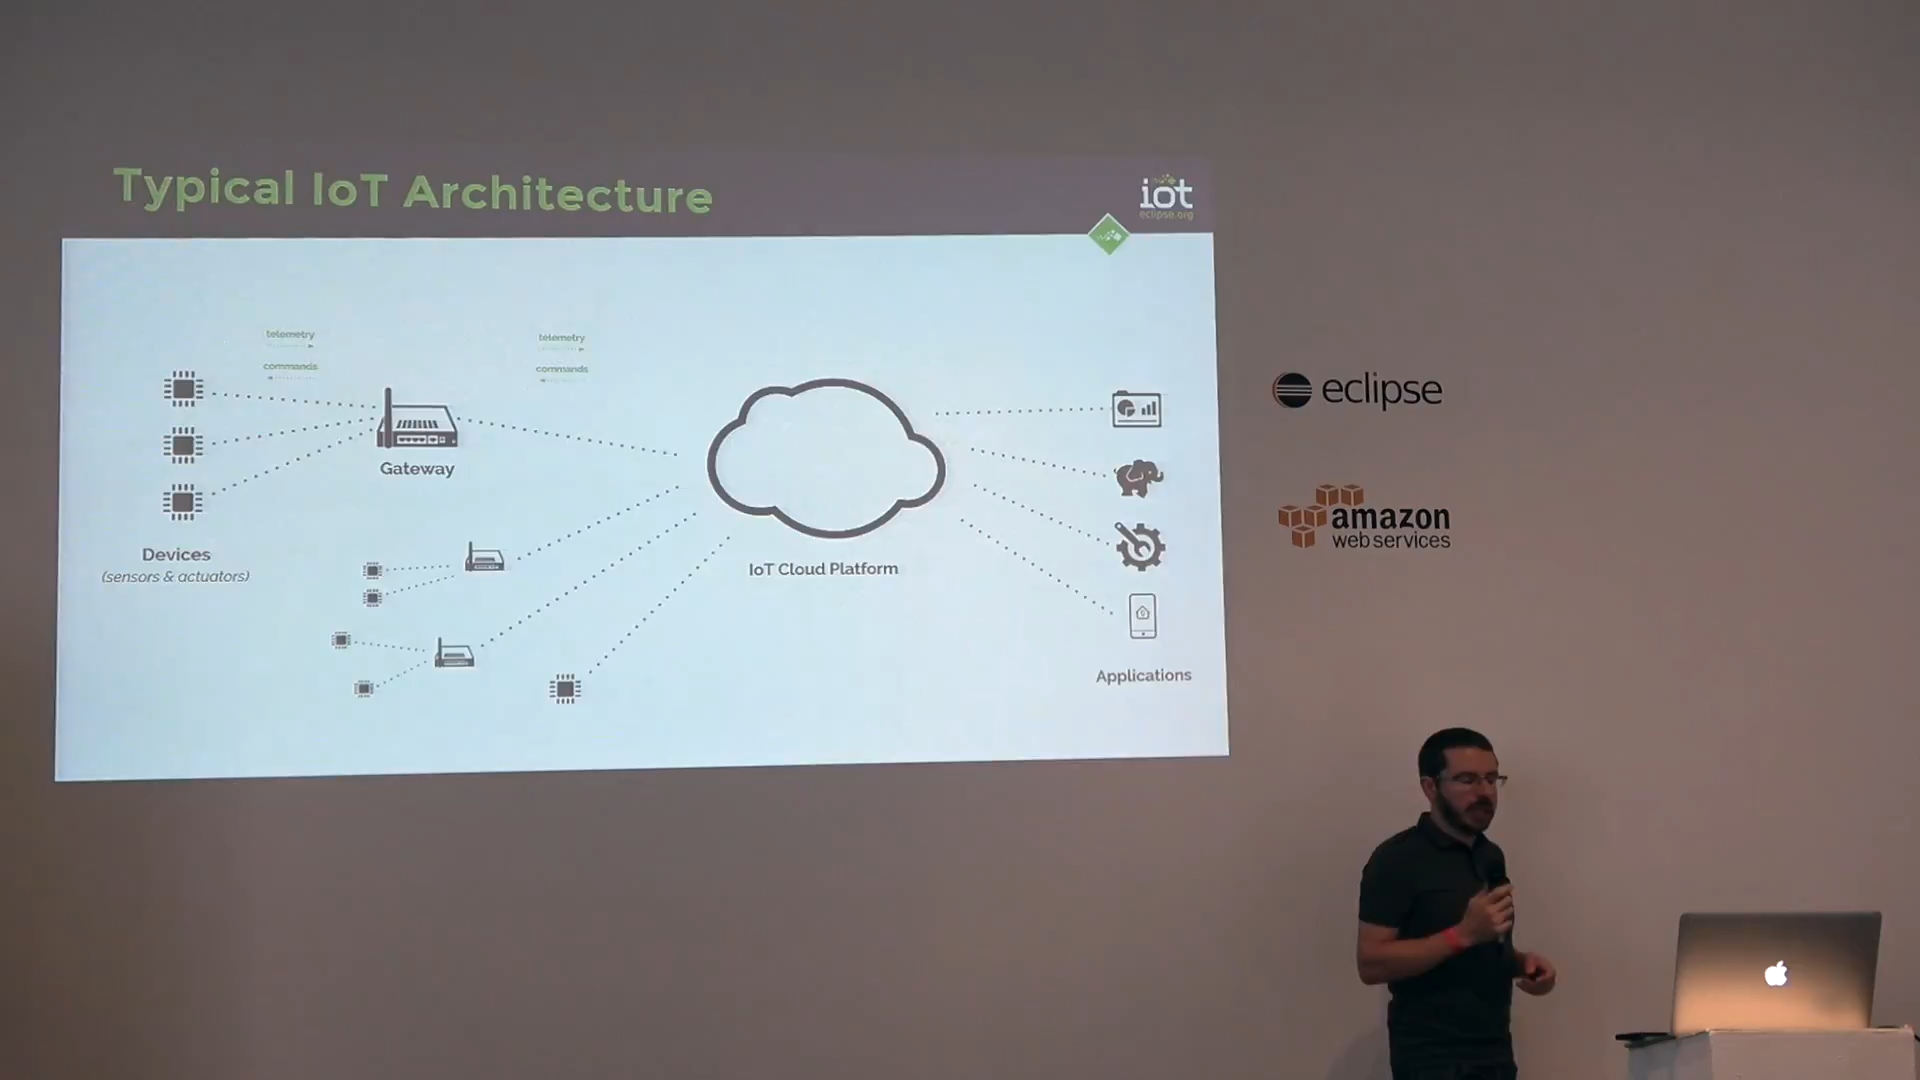 Typical IoT Architecture
iot
eclipse.org
telemetry
commands
telemetry
commands
Gateway
Devices
(sensors & actuators)
IoT Cloud Platform
Applications
eclipse
amazon
web services